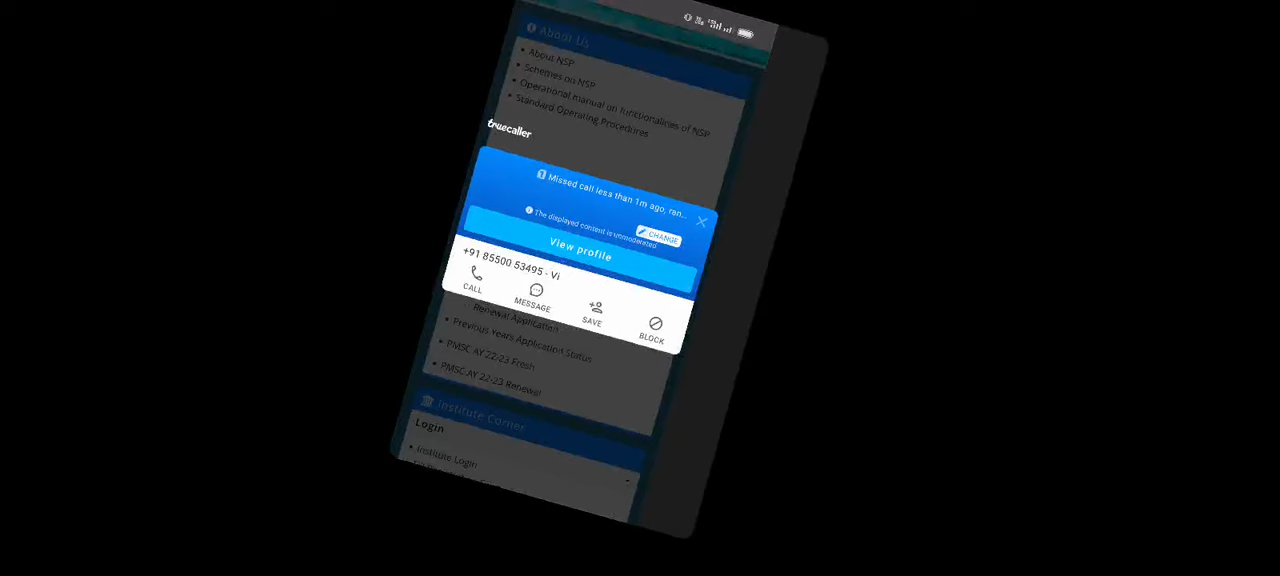 About Us
About NSP
Schemes on NSP
Operational manual on functionalities of NSP
Standard Operating Procedures
truecaller
Missed call less than 1m ago, ran...
The displayed content is unmoderated
CHANGE
View profile
+91 85500 53495 - Vi
CALL
MESSAGE
SAVE
BLOCK
Renewal Application
Previous Years Application Status
PMSC AY 22-23 Fresh
PMSC AY 22-23 Renewal
Institute Corner
Login
Institute Login